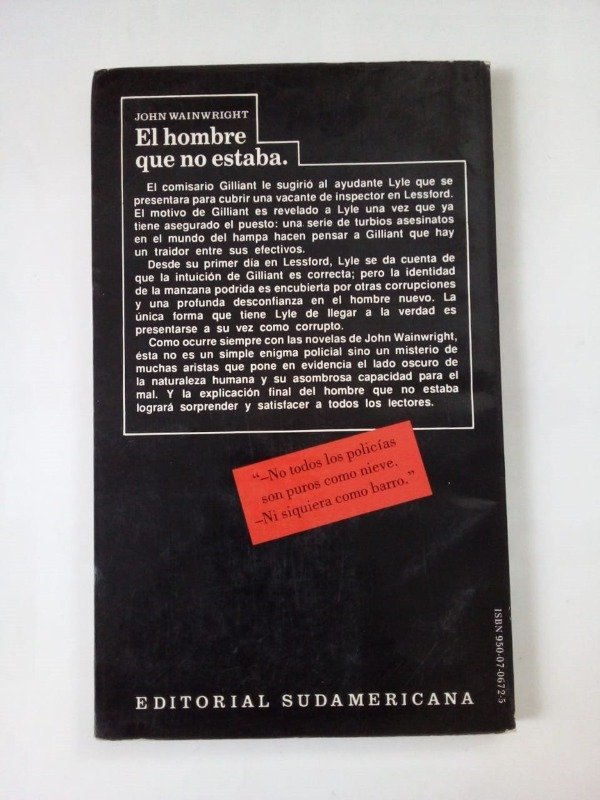 JOHN WAINWRIGHT
El hombre
que no estaba.
El comisario Gilliant le sugirió al ayudante Lyle que se
presentara para cubrir una vacante de inspector en Lessford.
El motivo de Gilliant es revelado a Lyle una vez que ya
tiene asegurado el puesto: una serie de turbios asesinatos
en el mundo del hampa hacen pensar a Gilliant que hay
un traidor entre sus efectivos.
Desde su primer día en Lessford, Lyle se da cuenta de
que la intuición de Gilliant es correcta; pero la identidad
de la manzana podrida es encubierta por otras corrupciones
y una profunda desconfianza en el hombre nuevo. La
única forma que tiene Lyle de llegar a la verdad es
presentarse a su vez como corrupto.
Como ocurre siempre con las novelas de John Wainwright,
ésta no es un simple enigma policial sino un misterio de
muchas aristas que pone en evidencia el lado oscuro de
la naturaleza humana y su asombrosa capacidad para el
mal. Y la explicación final del hombre que no estaba
logrará sorprender y satisfacer a todos los lectores.
“–No todos los policías
son puros como nieve.
–Ni siquiera como barro.”
ISBN 950-07-0672-5
EDITORIAL SUDAMERICANA